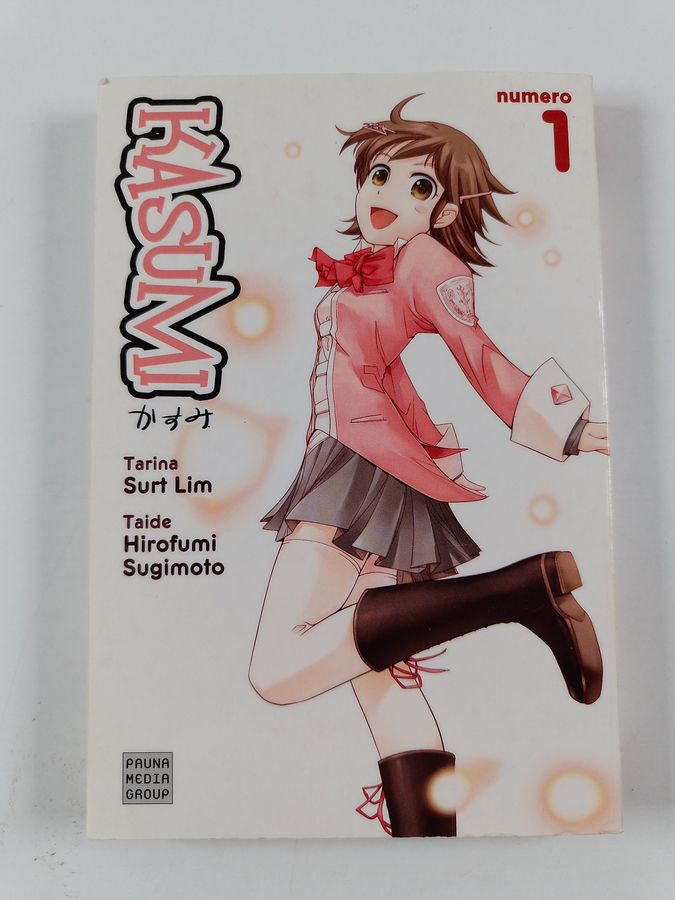 KASUMI
かすみ
numero
1
Tarina
Surt Lim
Taide
Hirofumi
Sugimoto
PAUNA
MEDIA
GROUP